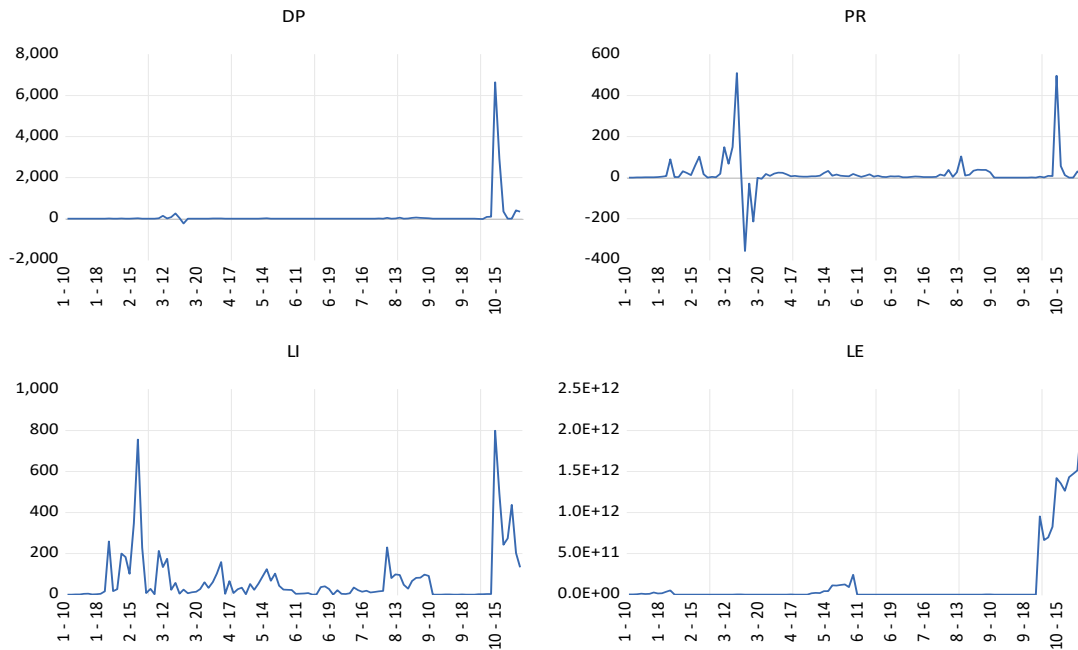 DP
8,000
6,000
4,000
2,000
0
-2,000
1 - 10
1 - 18
2 - 15
3 - 12
3 - 20
4 - 17
5 - 14
6 - 11
6 - 19
7 - 16
8 - 13
9 - 10
9 - 18
10 - 15
PR
600
400
200
0
-200
-400
1 - 10
1 - 18
2 - 15
3 - 12
3 - 20
4 - 17
5 - 14
6 - 11
6 - 19
7 - 16
8 - 13
9 - 10
9 - 18
10 - 15
LI
1,000
800
600
400
200
0
1 - 10
1 - 18
2 - 15
3 - 12
3 - 20
4 - 17
5 - 14
6 - 11
6 - 19
7 - 16
8 - 13
9 - 10
9 - 18
10 - 15
LE
2.5E+12
2.0E+12
1.5E+12
1.0E+12
5.0E+11
0.0E+00
1 - 10
1 - 18
2 - 15
3 - 12
3 - 20
4 - 17
5 - 14
6 - 11
6 - 19
7 - 16
8 - 13
9 - 10
9 - 18
10 - 15